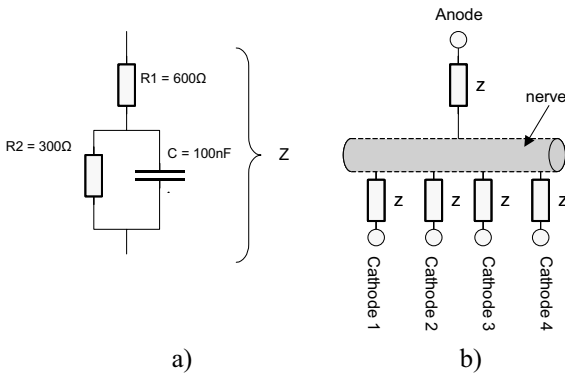 R1 = 600Ω
R2 = 300Ω
C = 100nF
Z
a)
Anode
z
nerve
z
z
z
z
Cathode 1
Cathode 2
Cathode 3
Cathode 4
b)